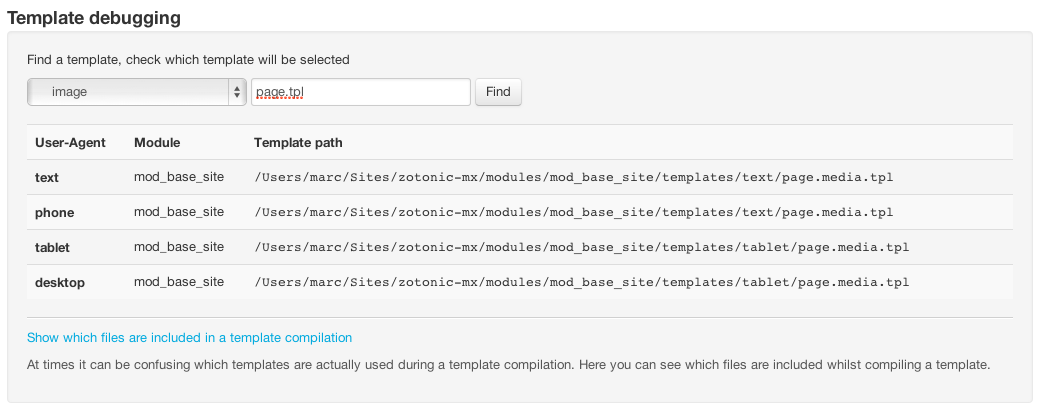 Template debugging
Find a template, check which template will be selected
image page.tpl Find
User-Agent Module Template path
text mod_base_site /Users/marc/Sites/zotonic-mx/modules/mod_base_site/templates/text/page.media.tpl
phone mod_base_site /Users/marc/Sites/zotonic-mx/modules/mod_base_site/templates/text/page.media.tpl
tablet mod_base_site /Users/marc/Sites/zotonic-mx/modules/mod_base_site/templates/tablet/page.media.tpl
desktop mod_base_site /Users/marc/Sites/zotonic-mx/modules/mod_base_site/templates/tablet/page.media.tpl
Show which files are included in a template compilation
At times it can be confusing which templates are actually used during a template compilation. Here you can see which files are included whilst compiling a template.